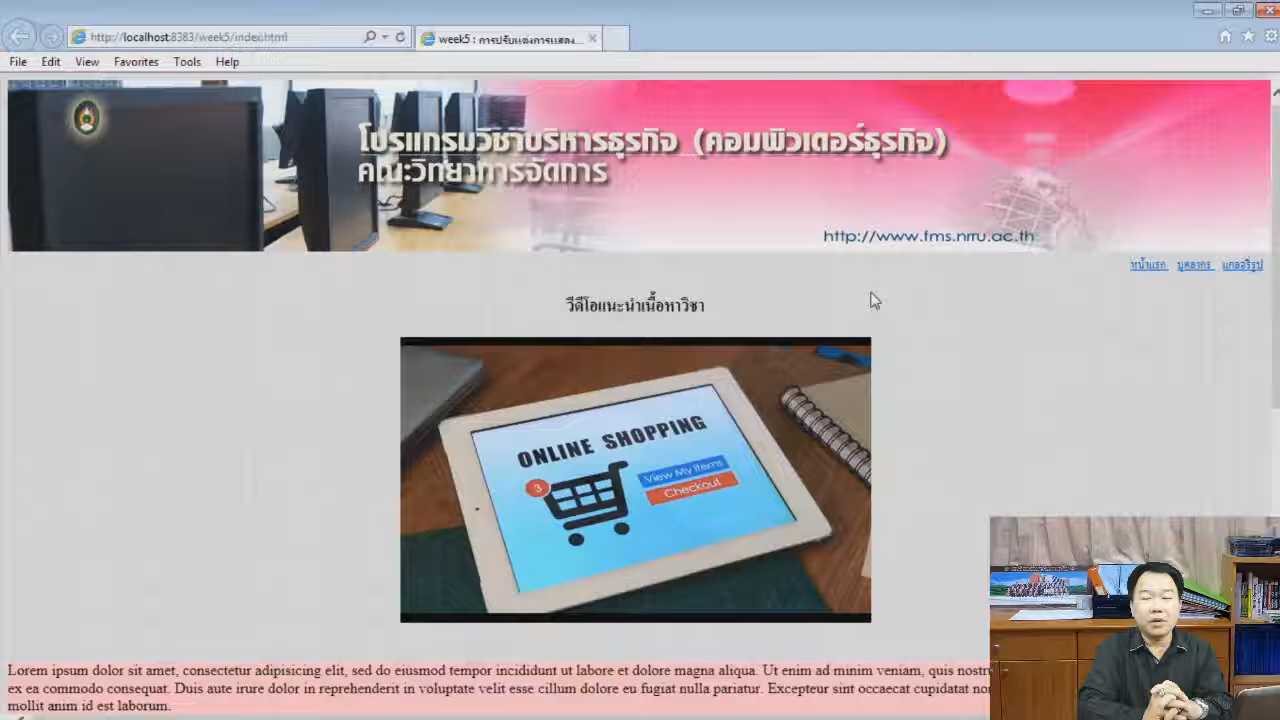 http://localhost:8383/week5/index.html
week5 : การปรับแต่งการแสดง...
File Edit View Favorites Tools Help
โปรแกรมวิชาบริหารธุรกิจ (คอมพิวเตอร์ธุรกิจ)
คณะวิทยาการจัดการ
http://www.fms.nrru.ac.th
หน้าแรก บุคลากร แกลอรี่รูป
วีดีโอแนะนำเนื้อหาวิชา
ONLINE SHOPPING
3
View My Items
Checkout
Lorem ipsum dolor sit amet, consectetur adipisicing elit, sed do eiusmod tempor incididunt ut labore et dolore magna aliqua. Ut enim ad minim veniam, quis
ex ea commodo consequat. Duis aute irure dolor in reprehenderit in voluptate velit esse cillum dolore eu fugiat nulla pariatur. Excepteur sint occaecat cupidatat
mollit anim id est laborum.